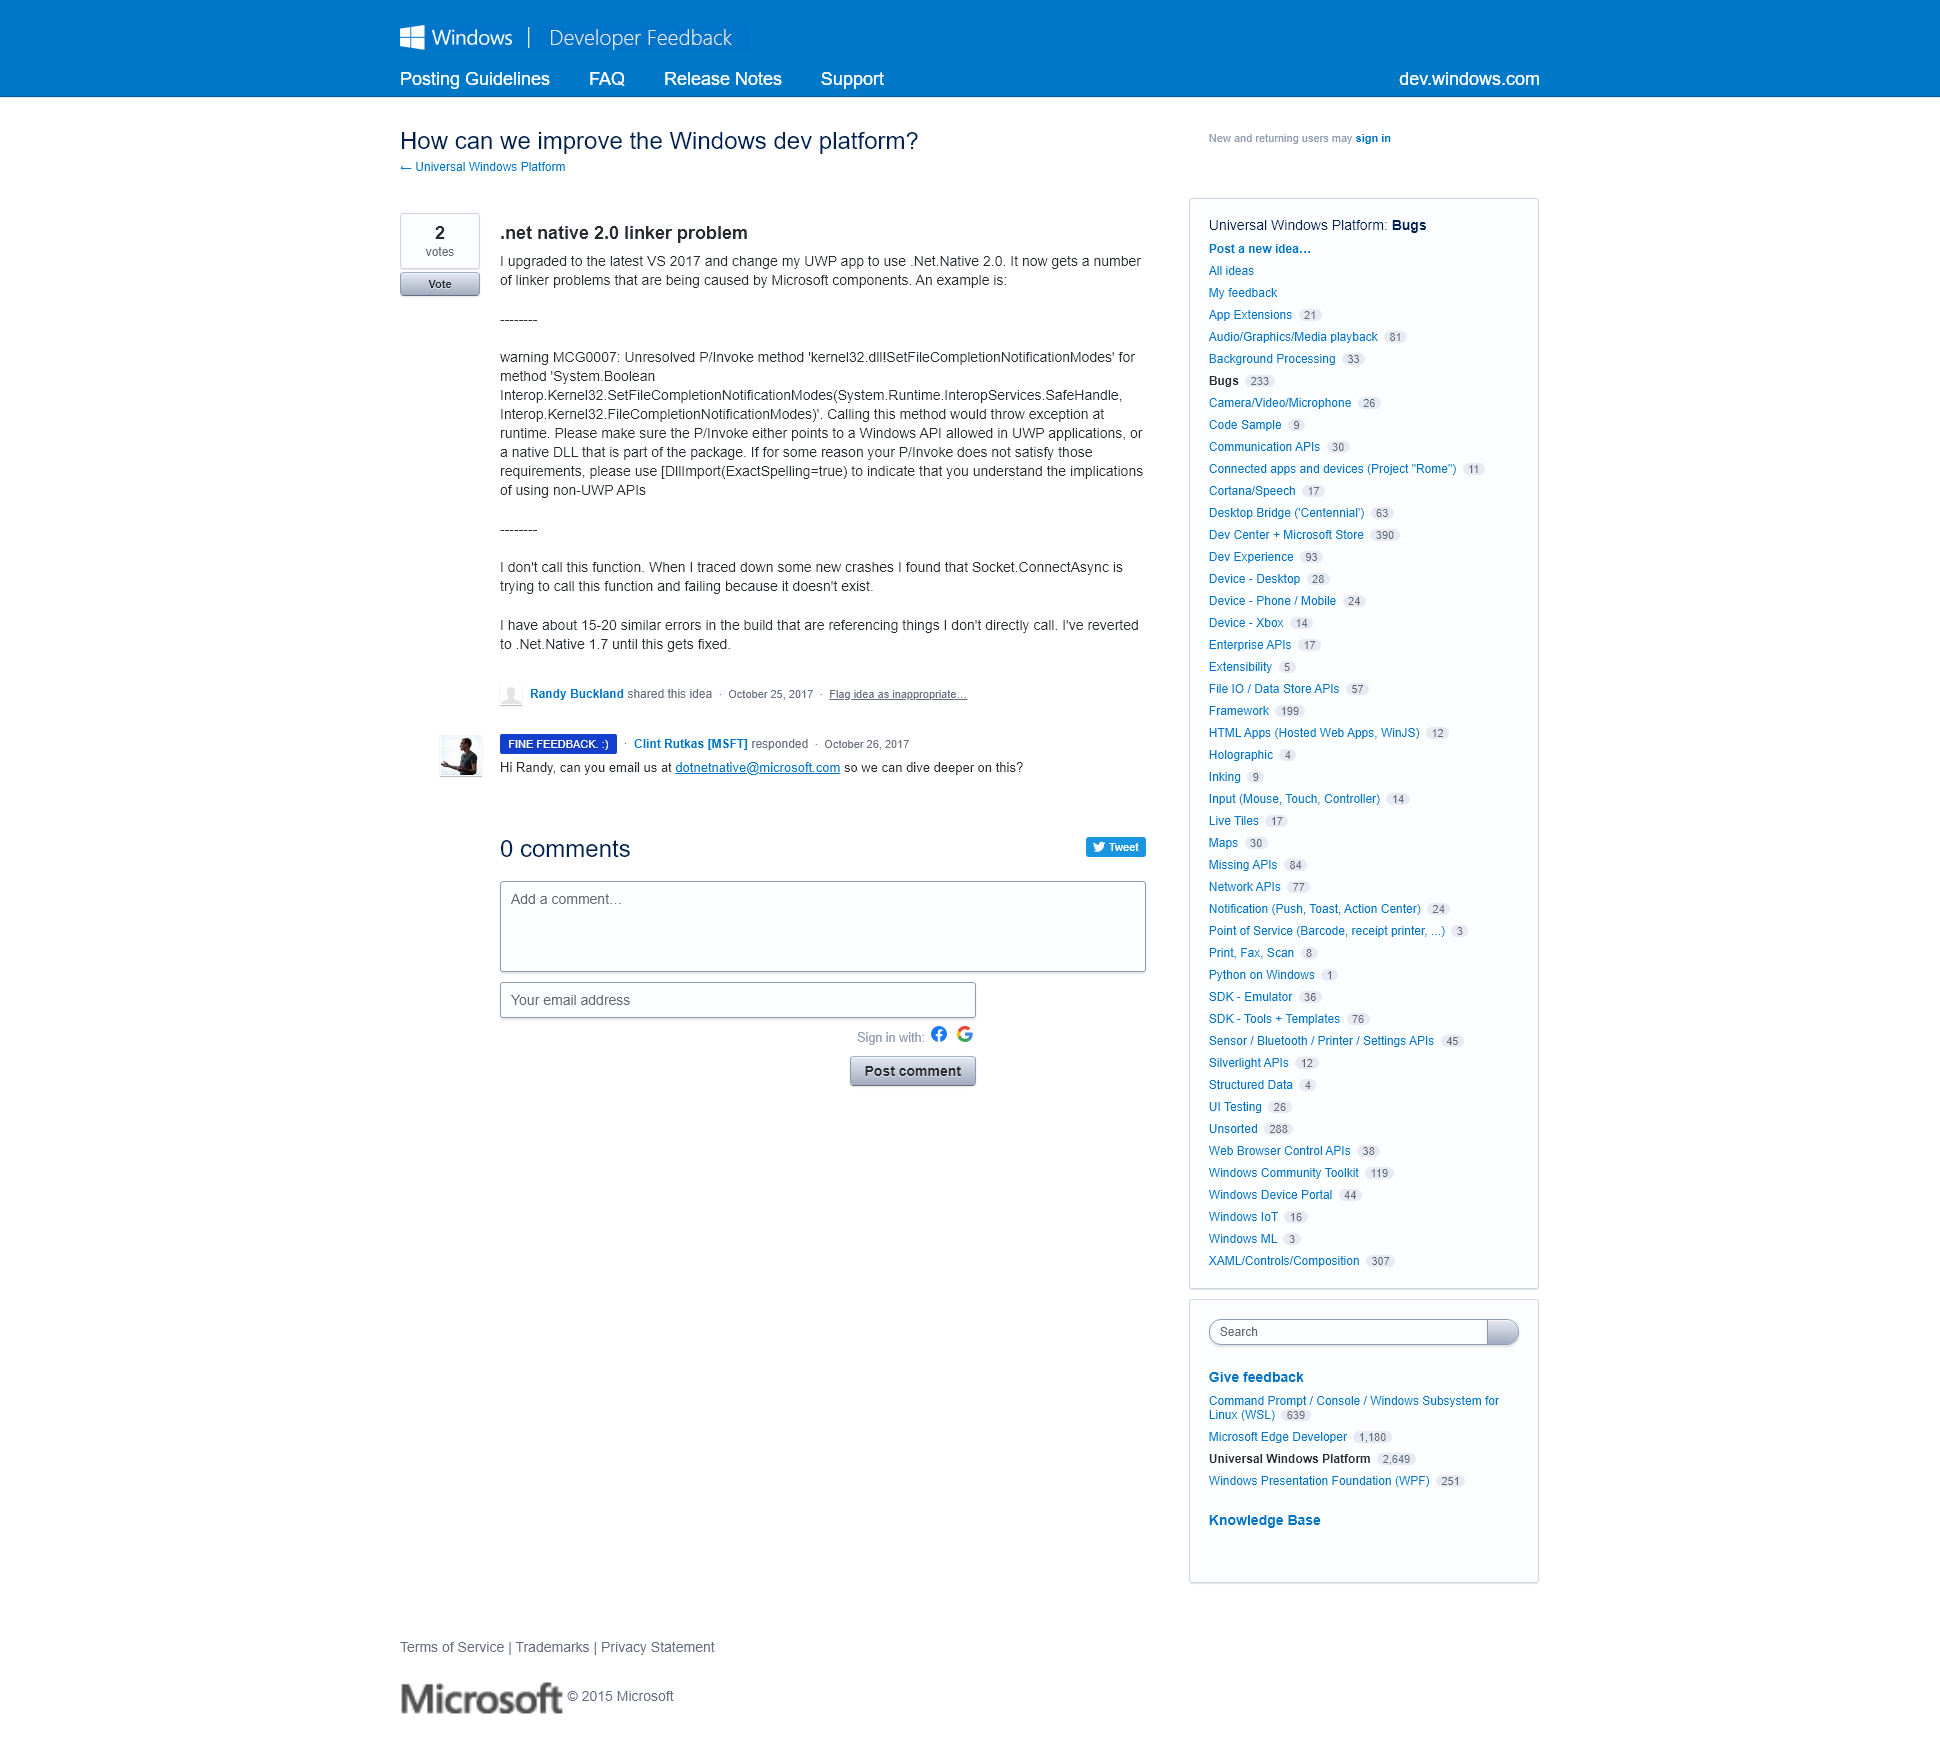 Windows | Developer Feedback
Posting Guidelines FAQ Release Notes Support dev.windows.com
How can we improve the Windows dev platform?
← Universal Windows Platform
New and returning users may sign in
2
votes
Vote
.net native 2.0 linker problem
I upgraded to the latest VS 2017 and change my UWP app to use .Net.Native 2.0. It now gets a number
of linker problems that are being caused by Microsoft components. An example is:
--------
warning MCG0007: Unresolved P/Invoke method 'kernel32.dll!SetFileCompletionNotificationModes' for
method 'System.Boolean
Interop.Kernel32.SetFileCompletionNotificationModes(System.Runtime.InteropServices.SafeHandle,
Interop.Kernel32.FileCompletionNotificationModes)'. Calling this method would throw exception at
runtime. Please make sure the P/Invoke either points to a Windows API allowed in UWP applications, or
a native DLL that is part of the package. If for some reason your P/Invoke does not satisfy those
requirements, please use [DllImport(ExactSpelling=true) to indicate that you understand the implications
of using non-UWP APIs
--------
I don't call this function. When I traced down some new crashes I found that Socket.ConnectAsync is
trying to call this function and failing because it doesn't exist.
I have about 15-20 similar errors in the build that are referencing things I don't directly call. I've reverted
to .Net.Native 1.7 until this gets fixed.
Randy Buckland shared this idea · October 25, 2017 · Flag idea as inappropriate…
FINE FEEDBACK. :) · Clint Rutkas [MSFT] responded · October 26, 2017
Hi Randy, can you email us at dotnetnative@microsoft.com so we can dive deeper on this?
0 comments
Tweet
Add a comment…
Your email address
Sign in with:
Post comment
Universal Windows Platform: Bugs
Post a new idea…
All ideas
My feedback
App Extensions 21
Audio/Graphics/Media playback 81
Background Processing 33
Bugs 233
Camera/Video/Microphone 26
Code Sample 9
Communication APIs 30
Connected apps and devices (Project "Rome") 11
Cortana/Speech 17
Desktop Bridge ('Centennial') 63
Dev Center + Microsoft Store 390
Dev Experience 93
Device - Desktop 28
Device - Phone / Mobile 24
Device - Xbox 14
Enterprise APIs 17
Extensibility 5
File IO / Data Store APIs 57
Framework 199
HTML Apps (Hosted Web Apps, WinJS) 12
Holographic 4
Inking 9
Input (Mouse, Touch, Controller) 14
Live Tiles 17
Maps 30
Missing APIs 84
Network APIs 77
Notification (Push, Toast, Action Center) 24
Point of Service (Barcode, receipt printer, ...) 3
Print, Fax, Scan 8
Python on Windows 1
SDK - Emulator 36
SDK - Tools + Templates 76
Sensor / Bluetooth / Printer / Settings APIs 45
Silverlight APIs 12
Structured Data 4
UI Testing 26
Unsorted 288
Web Browser Control APIs 38
Windows Community Toolkit 119
Windows Device Portal 44
Windows IoT 16
Windows ML 3
XAML/Controls/Composition 307
Search
Give feedback
Command Prompt / Console / Windows Subsystem for
Linux (WSL) 639
Microsoft Edge Developer 1,180
Universal Windows Platform 2,649
Windows Presentation Foundation (WPF) 251
Knowledge Base
Terms of Service | Trademarks | Privacy Statement
Microsoft © 2015 Microsoft